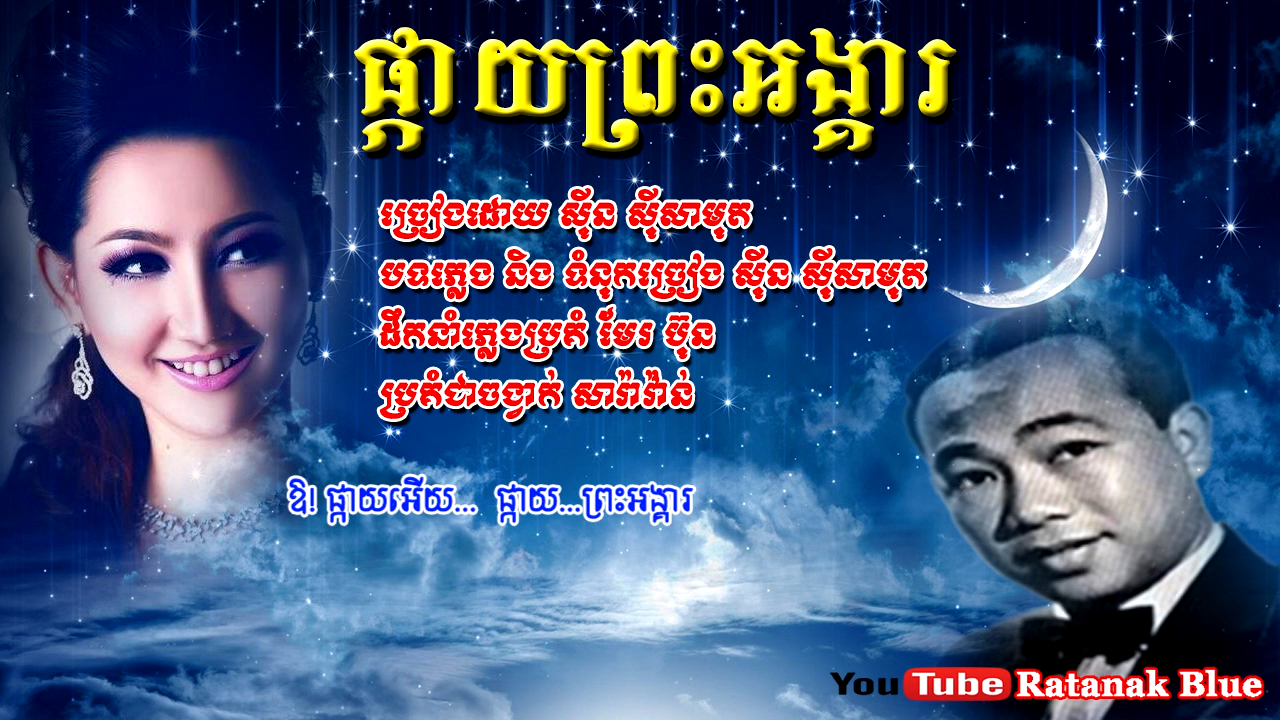 ផ្កាយព្រះអង្គារ
ច្រៀងដោយ ស៊ីន ស៊ីសាមុត
បទភ្លេង និង ទំនុកច្រៀង ស៊ីន ស៊ីសាមុត
ដឹកនាំភ្លេងប្រគំ មែរ ប៊ុន
ប្រគំជាចង្វាក់ សារ៉ាវ៉ាន់
ឱ! ផ្កាយអើយ... ផ្កាយ...ព្រះអង្គារ
YouTube Ratanak Blue